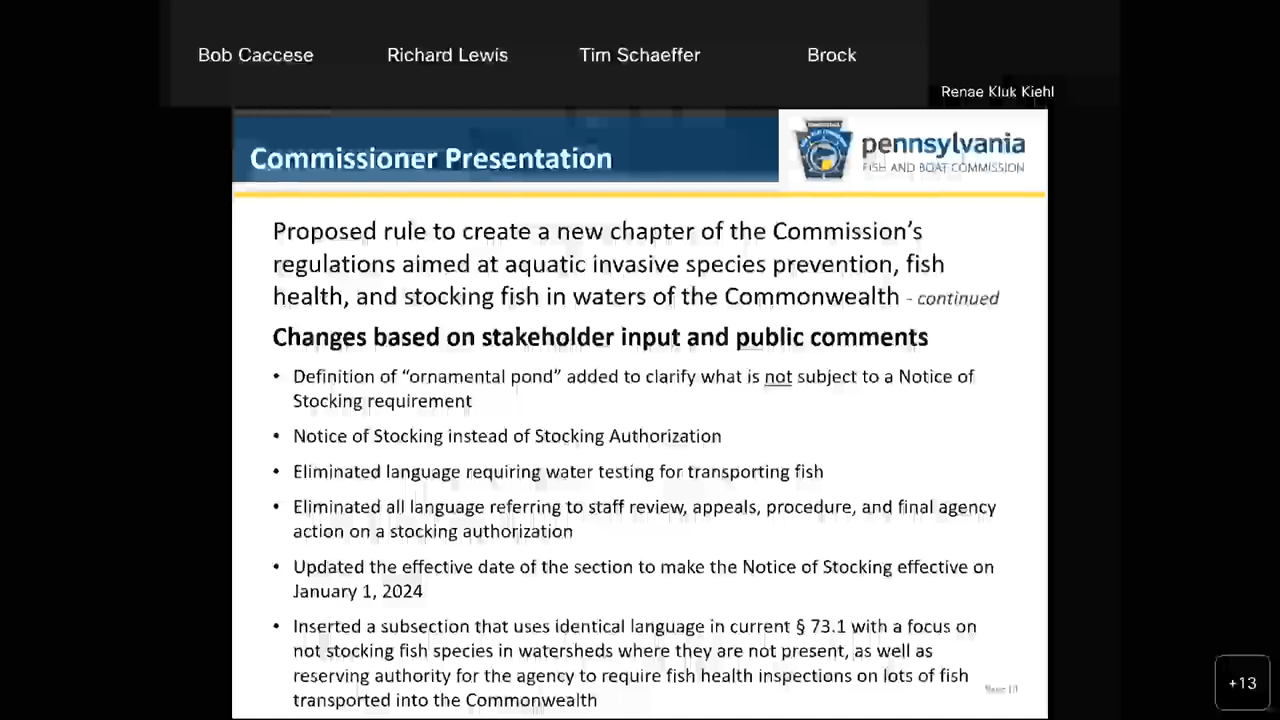 Bob Caccese Richard Lewis Tim Schaeffer Brock
Renae Kluk Kiehl
Commissioner Presentation
pennsylvania
FISH AND BOAT COMMISSION
Proposed rule to create a new chapter of the Commission's
regulations aimed at aquatic invasive species prevention, fish
health, and stocking fish in waters of the Commonwealth - continued
Changes based on stakeholder input and public comments
• Definition of “ornamental pond” added to clarify what is not subject to a Notice of
Stocking requirement
• Notice of Stocking instead of Stocking Authorization
• Eliminated language requiring water testing for transporting fish
• Eliminated all language referring to staff review, appeals, procedure, and final agency
action on a stocking authorization
• Updated the effective date of the section to make the Notice of Stocking effective on
January 1, 2024
• Inserted a subsection that uses identical language in current § 73.1 with a focus on
not stocking fish species in watersheds where they are not present, as well as
reserving authority for the agency to require fish health inspections on lots of fish
transported into the Commonwealth
+13